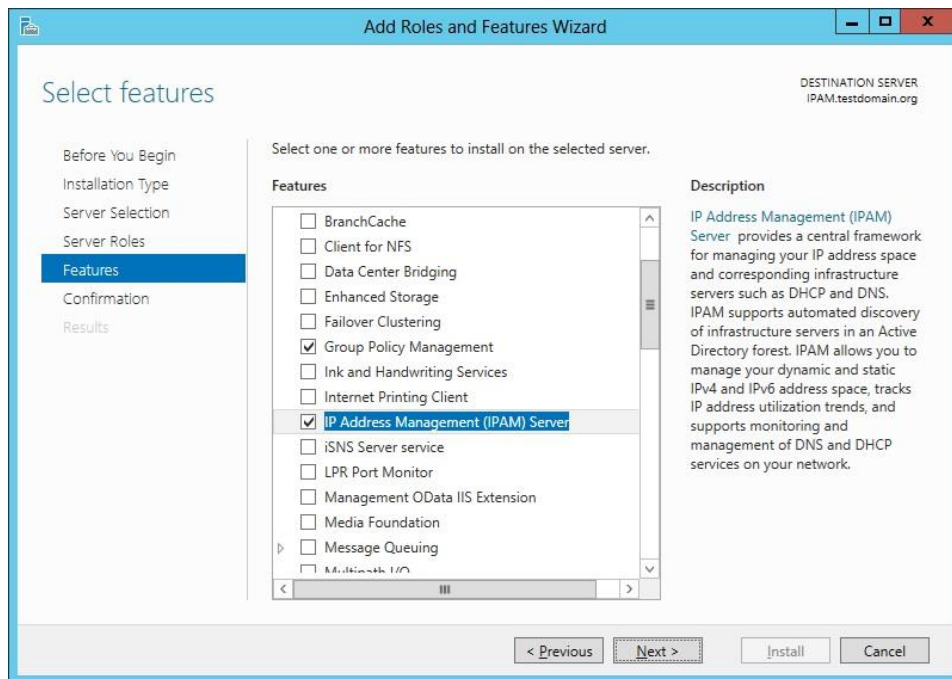 Add Roles and Features Wizard
Select features
DESTINATION SERVER
IPAM.testdomain.org
Before You Begin
Installation Type
Server Selection
Server Roles
Features
Confirmation
Results
Select one or more features to install on the selected server.
Features
BranchCache
Client for NFS
Data Center Bridging
Enhanced Storage
Failover Clustering
Group Policy Management
Ink and Handwriting Services
Internet Printing Client
IP Address Management (IPAM) Server
iSNS Server service
LPR Port Monitor
Management OData IIS Extension
Media Foundation
Message Queuing
Multipath I/O
Description
IP Address Management (IPAM)
Server provides a central framework
for managing your IP address space
and corresponding infrastructure
servers such as DHCP and DNS.
IPAM supports automated discovery
of infrastructure servers in an Active
Directory forest. IPAM allows you to
manage your dynamic and static
IPv4 and IPv6 address space, tracks
IP address utilization trends, and
supports monitoring and
management of DNS and DHCP
services on your network.
< Previous
Next >
Install
Cancel